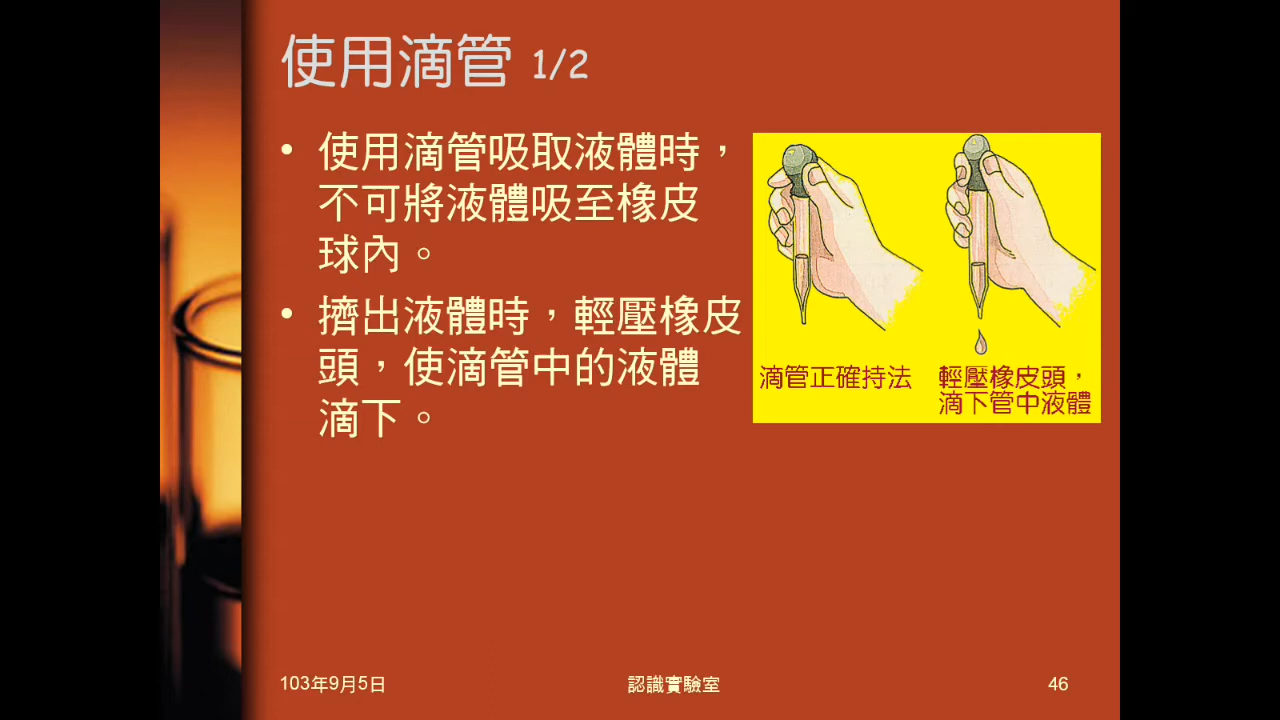 使用滴管 1/2
• 使用滴管吸取液體時，
不可將液體吸至橡皮
球內。
• 擠出液體時，輕壓橡皮
頭，使滴管中的液體
滴下。
滴管正確持法
輕壓橡皮頭，
滴下管中液體
103年9月5日
認識實驗室
46